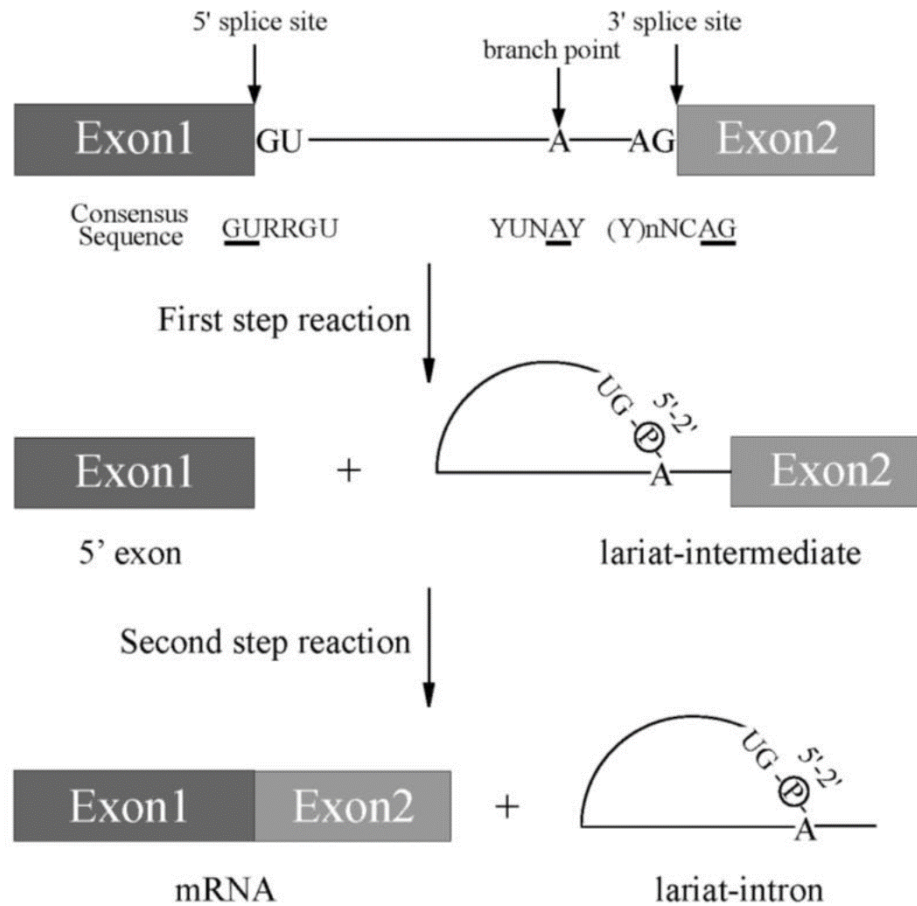 5' splice site
3' splice site
branch point
Exon1
GU
A
AG
Exon2
Consensus
Sequence
GURRGU
YUNAY
(Y)nNCAG
First step reaction
Exon1
+
UG
P
5'-2'
A
Exon2
5’ exon
lariat-intermediate
Second step reaction
Exon1
Exon2
+
UG
P
5'-2'
A
mRNA
lariat-intron